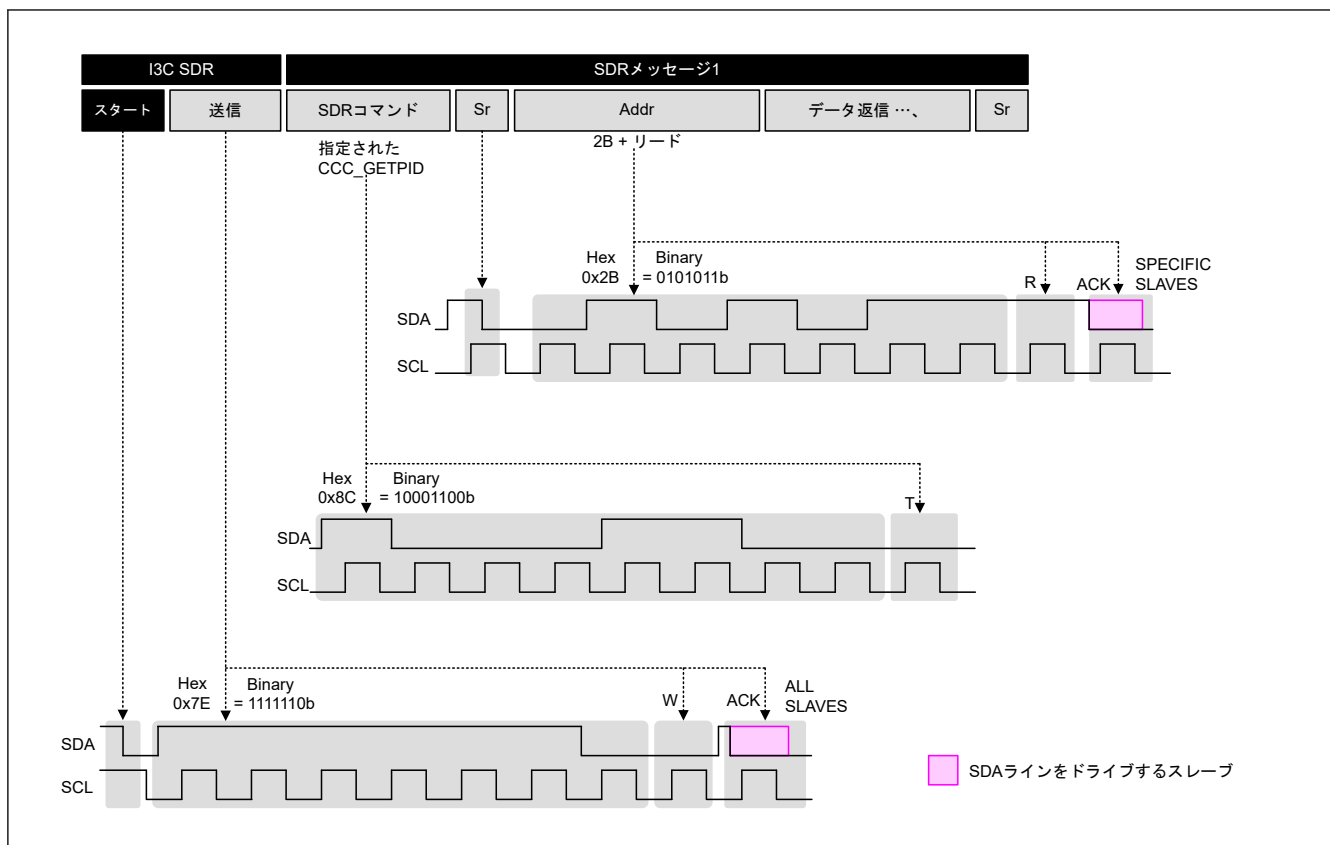 I3C SDR
SDRメッセージ1
スタート
送信
SDRコマンド
Sr
Addr
データ返信 …、
Sr
指定された
CCC_GETPID
2B + リード
Hex
0x2B
Binary
= 0101011b
R
ACK
SPECIFIC
SLAVES
SDA
SCL
Hex
0x8C
Binary
= 10001100b
T
SDA
SCL
Hex
0x7E
Binary
= 1111110b
W
ACK
ALL
SLAVES
SDA
SCL
SDAラインをドライブするスレーブ